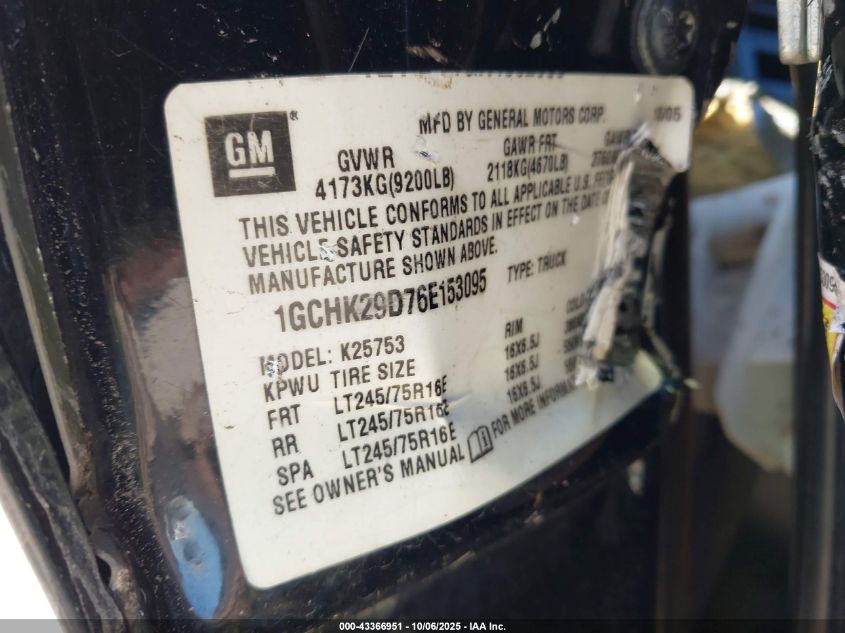 MFD BY GENERAL MOTORS CORP. 10/05
GM®
GVWR GAWR FRT
4173KG(9200LB) 2118KG(4670LB)
THIS VEHICLE CONFORMS TO ALL APPLICABLE U.S.
VEHICLE SAFETY STANDARDS IN EFFECT ON THE DATE OF
MANUFACTURE SHOWN ABOVE.
1GCHK29D76E153095 TYPE: TRUCK
MODEL: K25753
KPWU TIRE SIZE RIM
FRT LT245/75R16E 16X6.5J
RR LT245/75R16E 16X6.5J
SPA LT245/75R16E 16X6.5J
SEE OWNER'S MANUAL FOR MORE
000-43366951 - 10/06/2025 - IAA Inc.